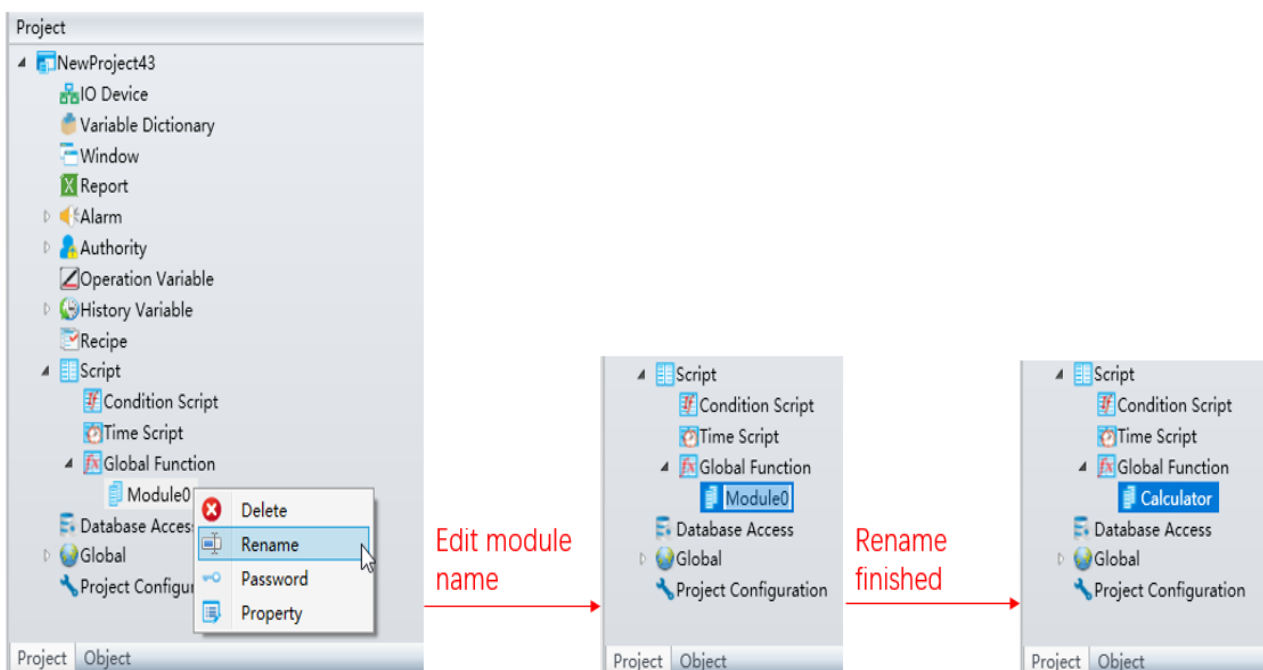 Project
NewProject43
IO Device
Variable Dictionary
Window
Report
Alarm
Authority
Operation Variable
History Variable
Recipe
Script
Condition Script
Time Script
Global Function
Module0
Database Acces
Global
Project Configur
Delete
Rename
Password
Property
Project Object
Edit module
name
Script
Condition Script
Time Script
Global Function
Module0
Database Access
Global
Project Configuration
Project Object
Rename
finished
Script
Condition Script
Time Script
Global Function
Calculator
Database Access
Global
Project Configuration
Project Object